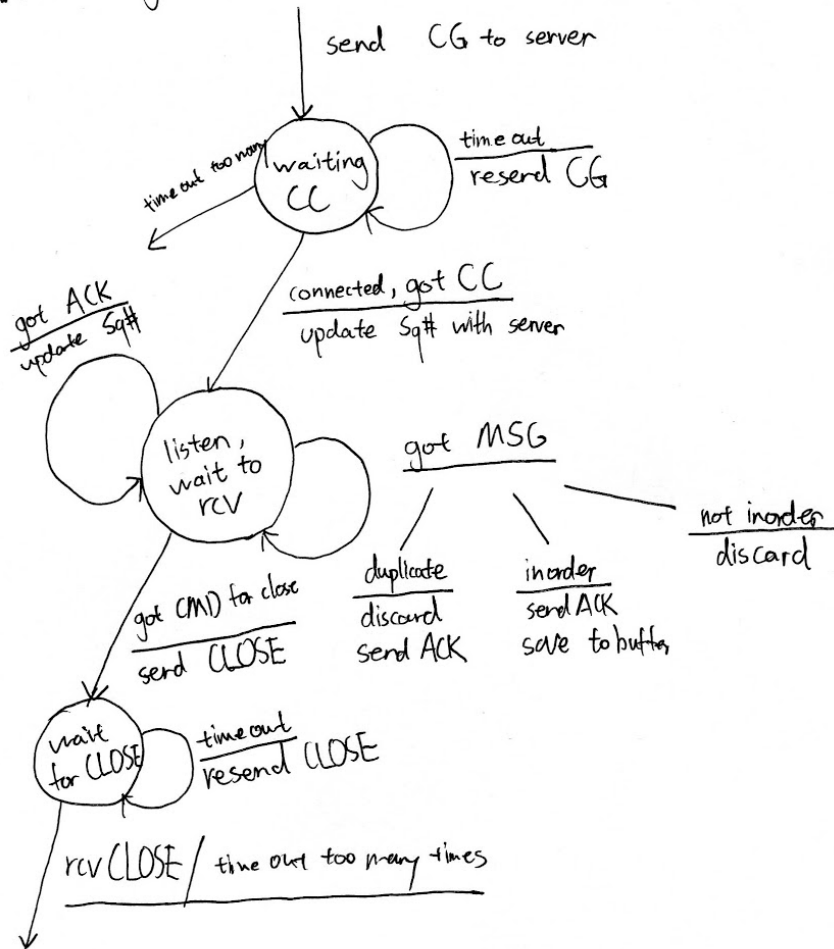 send CG to server
time out too many
waiting
CC
time out
resend CG
connected, got CC
update Sq# with server
got ACK
update Sq#
listen,
wait to
rcv
got MSG
duplicate
discard
send ACK
inorder
send ACK
save to buffer
not inorder
discard
got CMD for close
send CLOSE
wait
for CLOSE
time out
resend CLOSE
rcv CLOSE / time out too many times